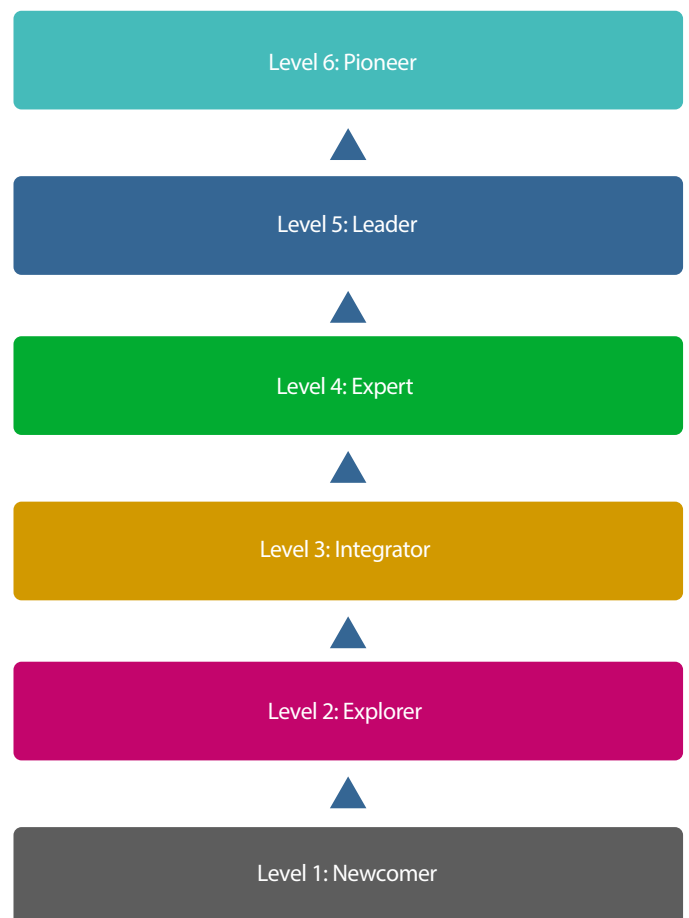 Level 6: Pioneer
Level 5: Leader
Level 4: Expert
Level 3: Integrator
Level 2: Explorer
Level 1: Newcomer